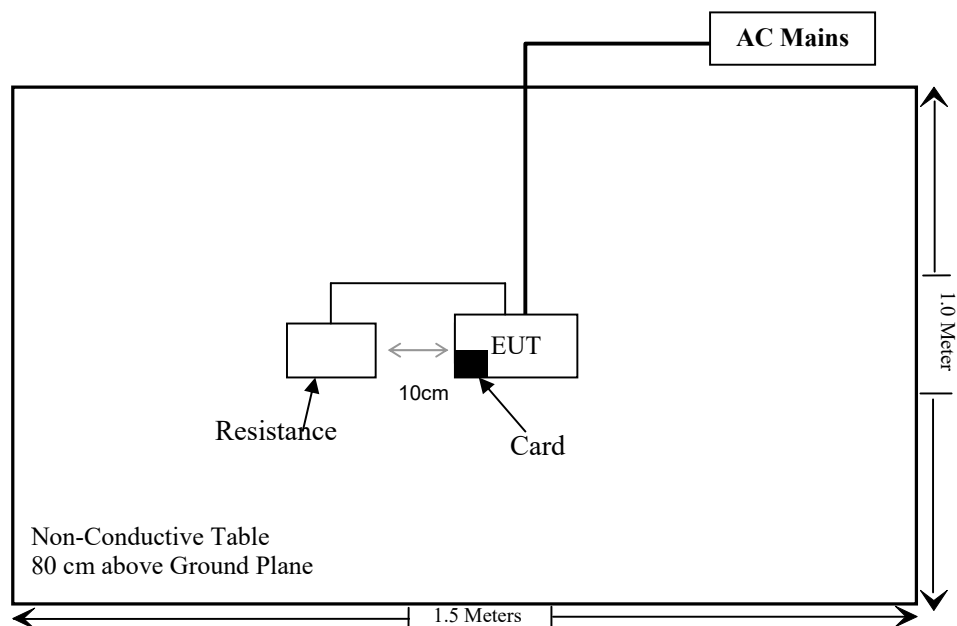 AC Mains
1.0 Meter
EUT
10cm
Resistance
Card
Non-Conductive Table
80 cm above Ground Plane
1.5 Meters